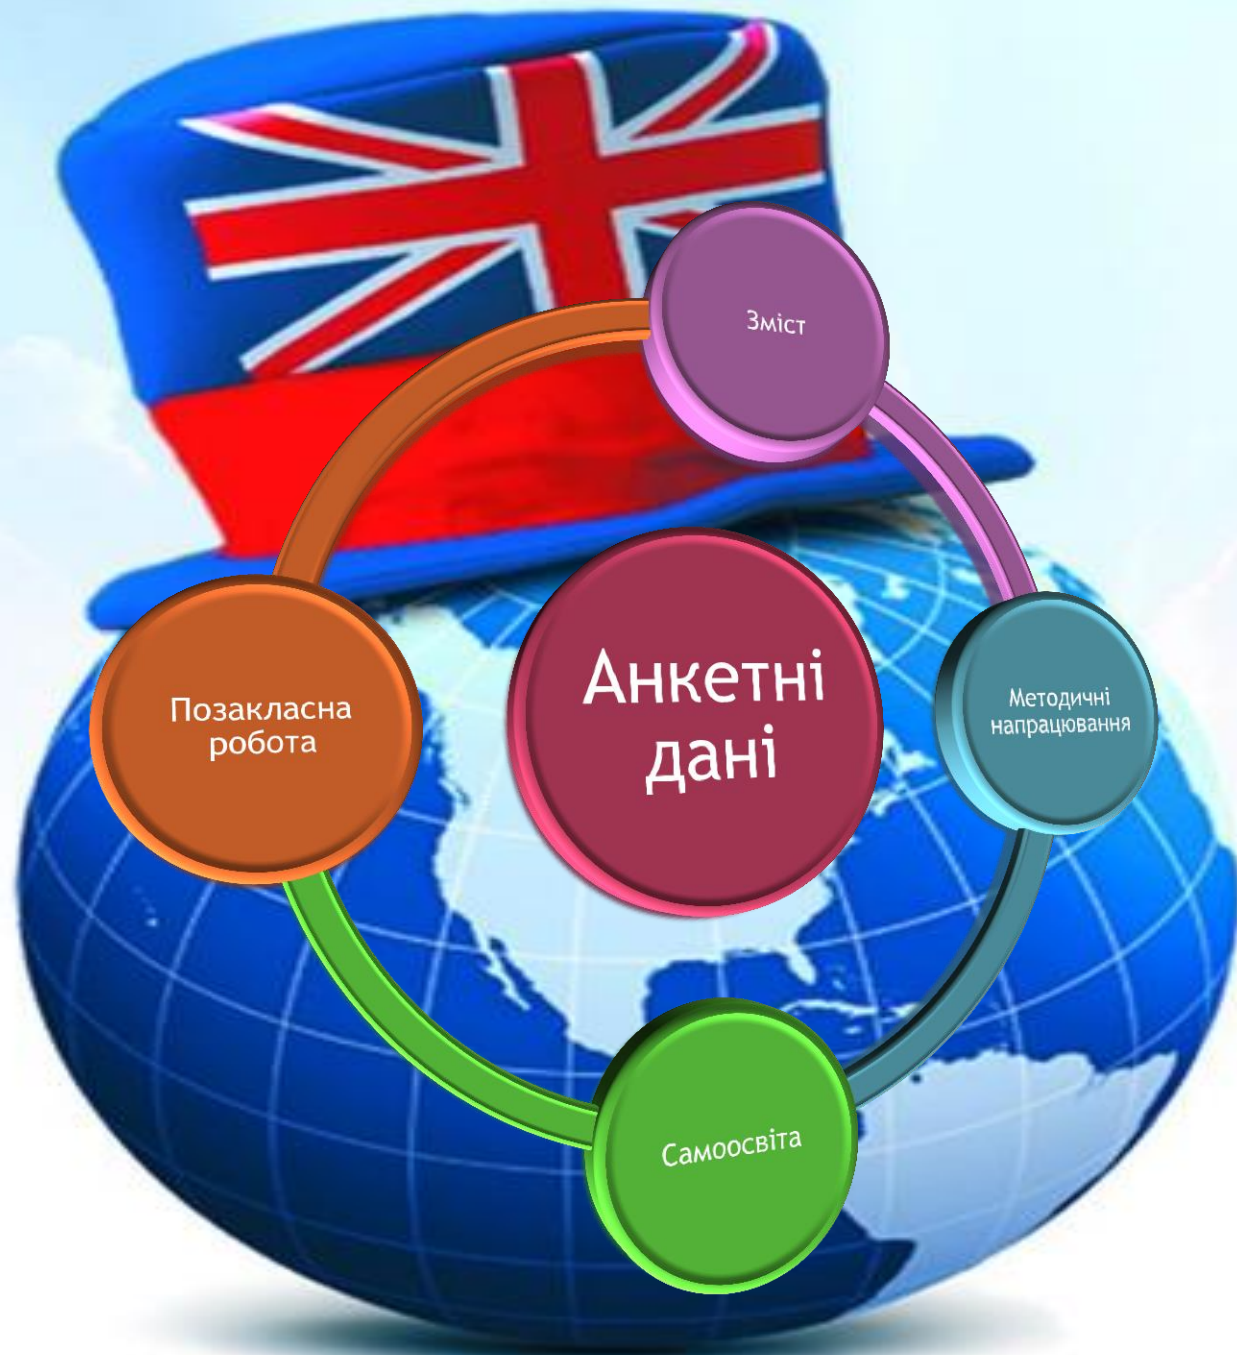 Зміст
Анкетні
дані
Методичні
напрацювання
Позакласна
робота
Самоосвіта